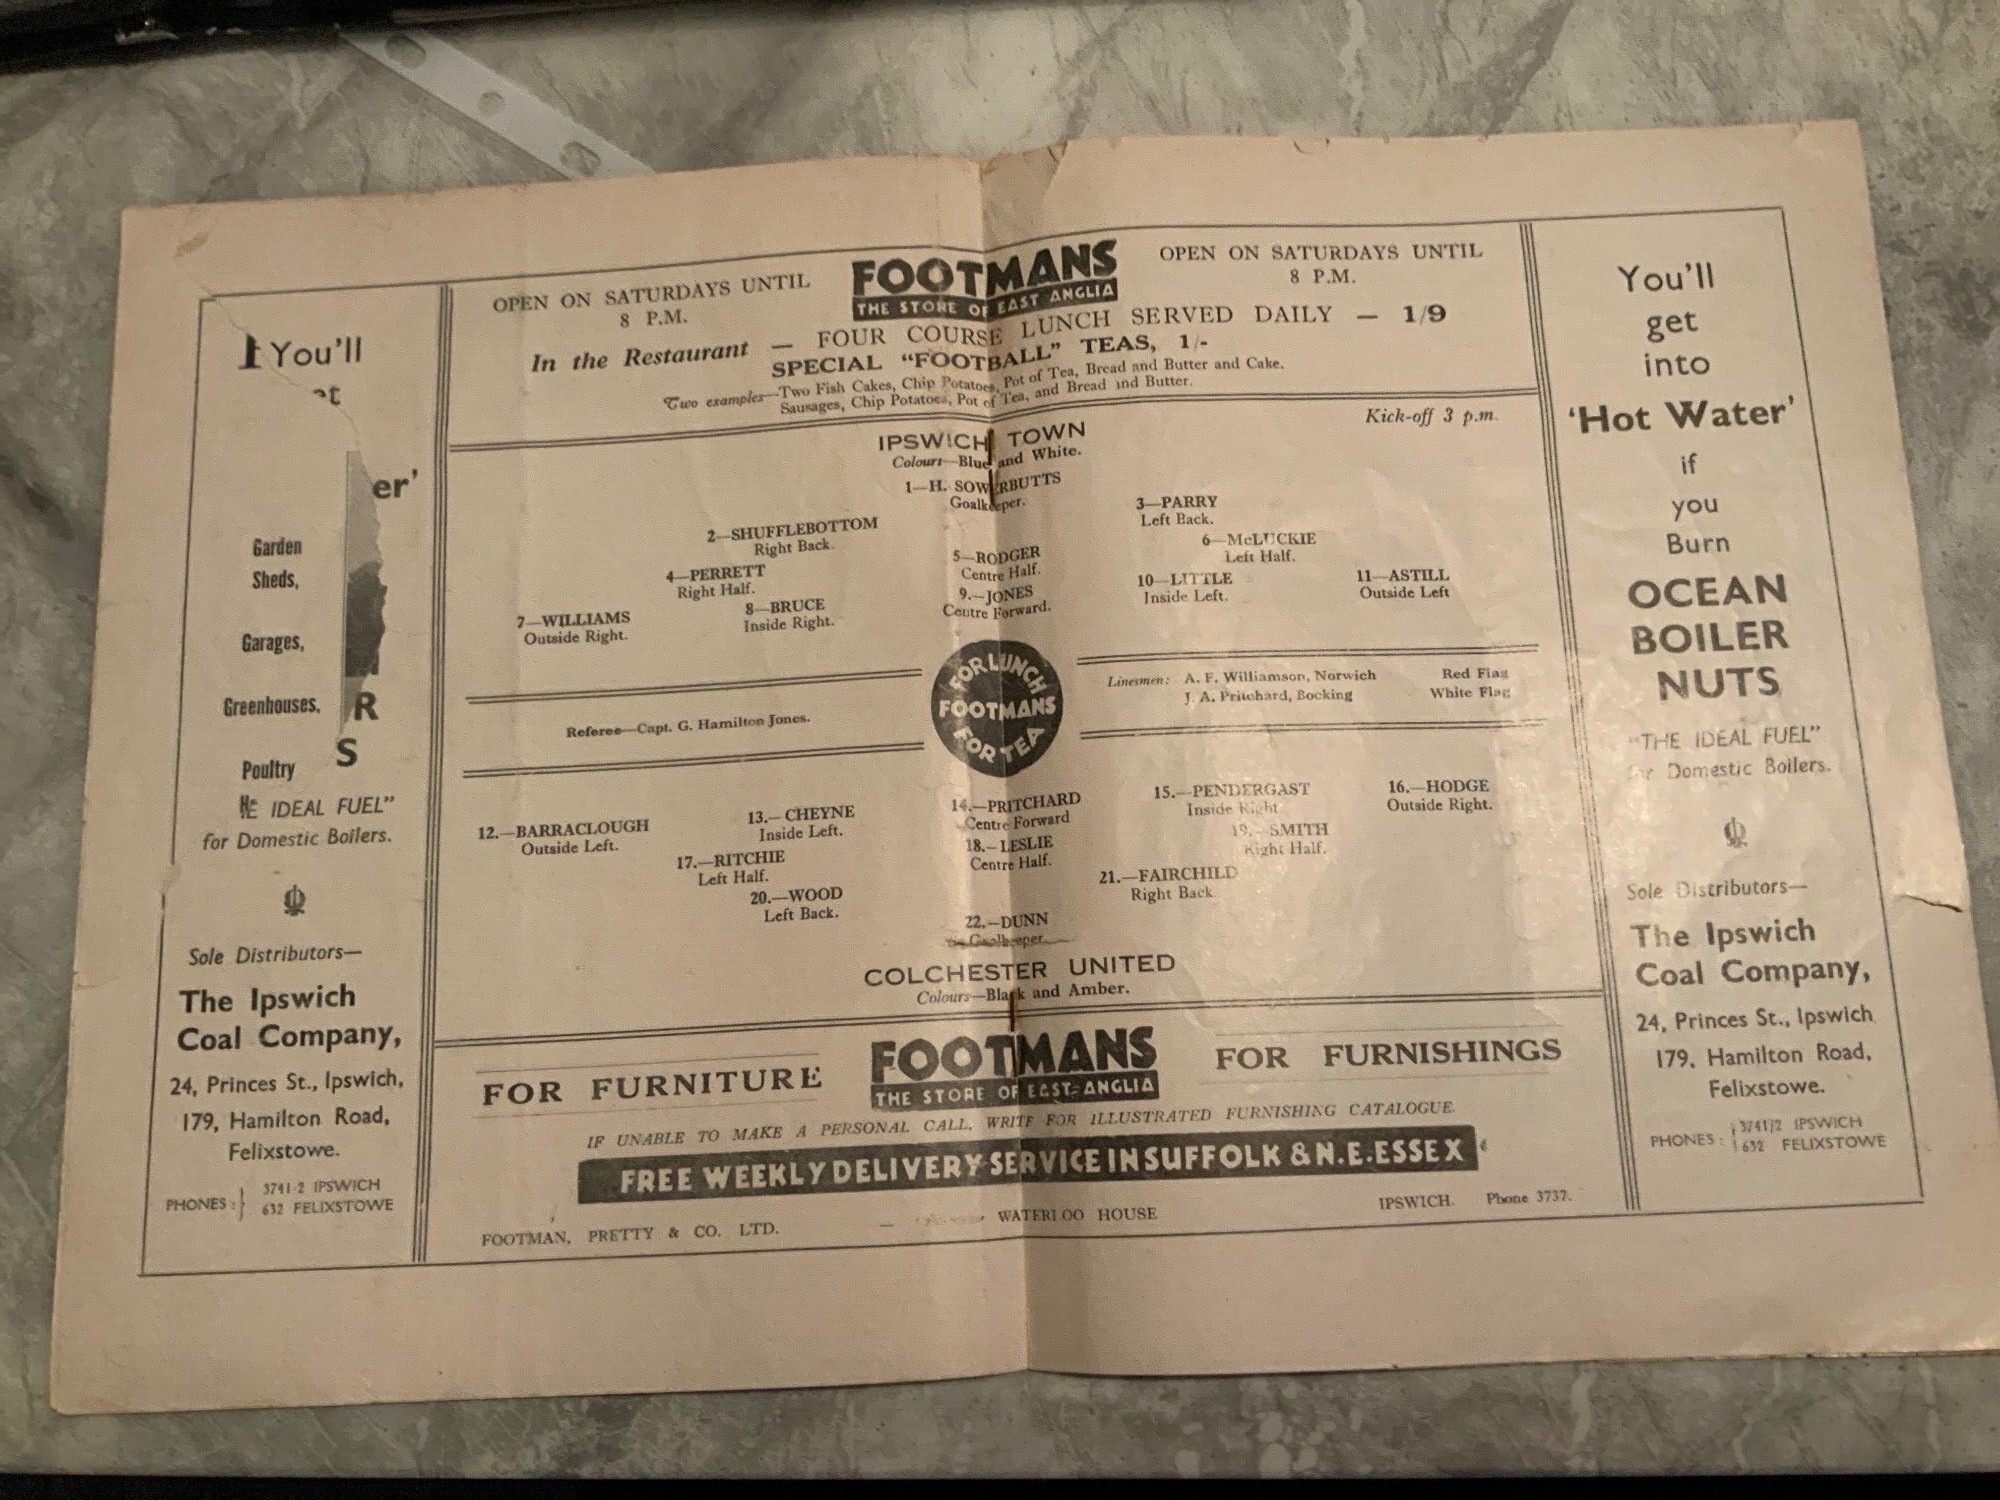 You'll
et
er'
Garden
Sheds,
Garages,
Greenhouses,
R
S
Poultry
HE IDEAL FUEL"
for Domestic Boilers.
Sole Distributors—
The Ipswich
Coal Company,
24, Princes St., Ipswich,
179, Hamilton Road,
Felixstowe.
PHONES : 3741/2 IPSWICH
632 FELIXSTOWE
OPEN ON SATURDAYS UNTIL
8 P.M.
FOOTMANS
THE STORE OF EAST ANGLIA
OPEN ON SATURDAYS UNTIL
8 P.M.
In the Restaurant — FOUR COURSE LUNCH SERVED DAILY — 1/9
SPECIAL "FOOTBALL" TEAS, 1/-
Two examples—Two Fish Cakes, Chip Potatoes, Pot of Tea, Bread and Butter and Cake.
Sausages, Chip Potatoes, Pot of Tea, and Bread and Butter.
Kick-off 3 p.m.
IPSWICH TOWN
Colours—Blue and White.
1—H. SOWERBUTTS
Goalkeeper.
2—SHUFFLEBOTTOM
Right Back.
3—PARRY
Left Back.
4—PERRETT
Right Half.
5—RODGER
Centre Half.
6—McLUCKIE
Left Half.
7—WILLIAMS
Outside Right.
8—BRUCE
Inside Right.
9.—JONES
Centre Forward.
10—LITTLE
Inside Left.
11—ASTILL
Outside Left
Referee—Capt. G. Hamilton Jones.
FOR LUNCH
FOOTMANS
FOR TEA
Linesmen: A. F. Williamson, Norwich Red Flag
J. A. Pritchard, Bocking White Flag
12.—BARRACLOUGH
Outside Left.
13.—CHEYNE
Inside Left.
14.—PRITCHARD
Centre Forward
15.—PENDERGAST
Inside Right
16.—HODGE
Outside Right.
17.—RITCHIE
Left Half.
18.—LESLIE
Centre Half.
19.—SMITH
Right Half.
20.—WOOD
Left Back.
21.—FAIRCHILD
Right Back
22.—DUNN
Goalkeeper
COLCHESTER UNITED
Colours—Black and Amber.
FOR FURNITURE
FOOTMANS
THE STORE OF EAST-ANGLIA
FOR FURNISHINGS
IF UNABLE TO MAKE A PERSONAL CALL, WRITE FOR ILLUSTRATED FURNISHING CATALOGUE.
FREE WEEKLY DELIVERY SERVICE IN SUFFOLK & N.E. ESSEX
FOOTMAN, PRETTY & CO. LTD. — WATERLOO HOUSE IPSWICH. Phone 3737.
You'll
get
into
'Hot Water'
if
you
Burn
OCEAN
BOILER
NUTS
"THE IDEAL FUEL"
for Domestic Boilers.
Sole Distributors—
The Ipswich
Coal Company,
24, Princes St., Ipswich
179, Hamilton Road,
Felixstowe.
PHONES : 3741/2 IPSWICH
632 FELIXSTOWE